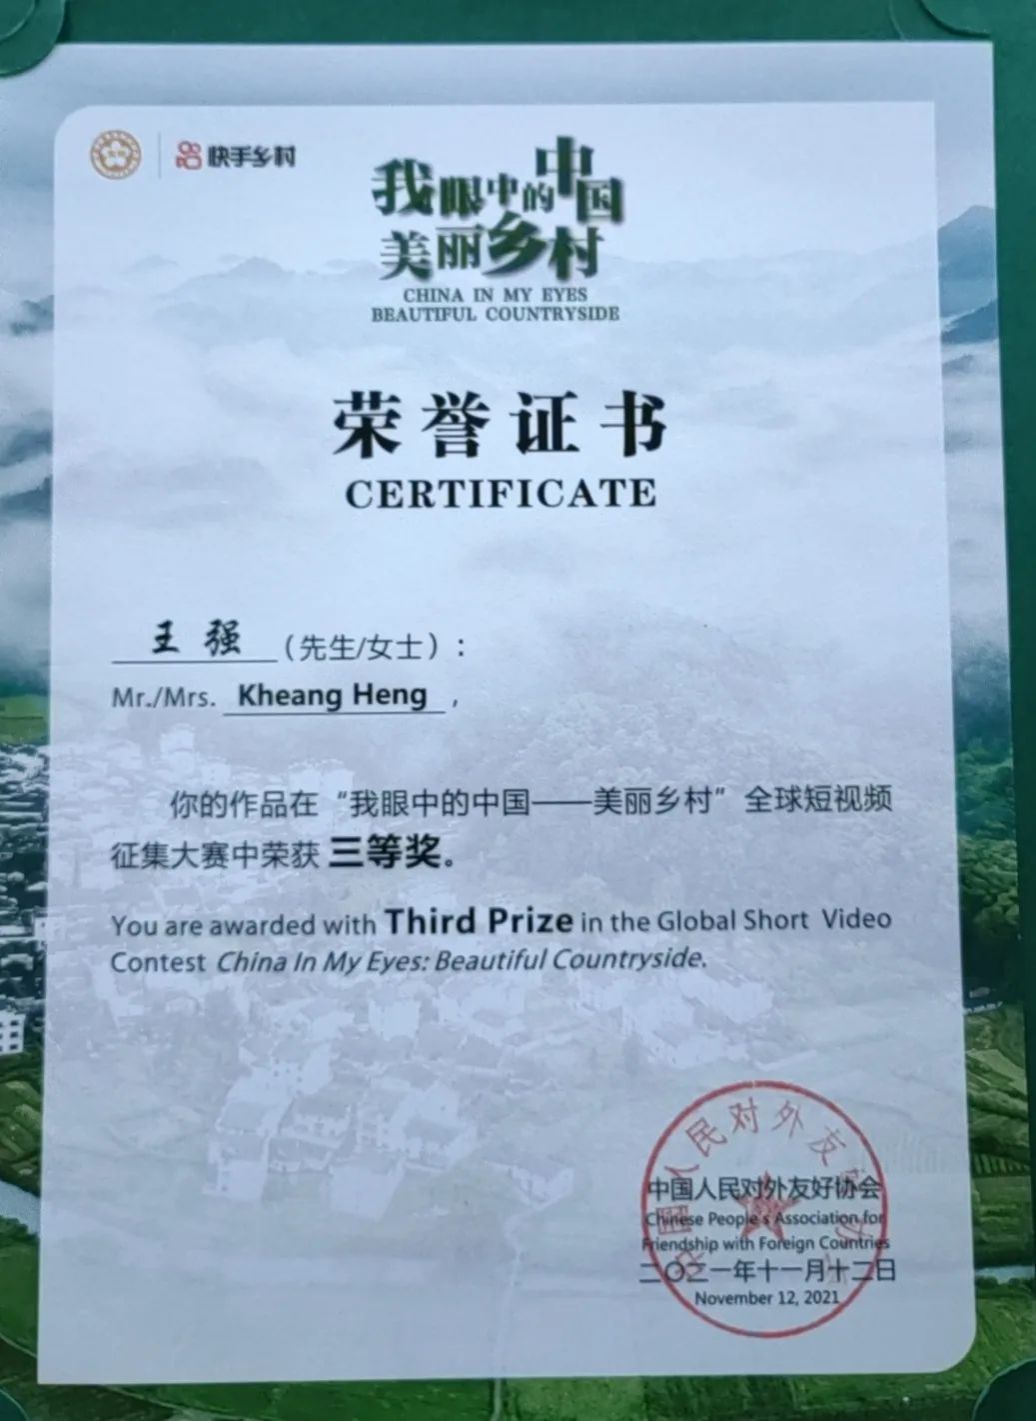 快手乡村
我眼中的中国
美丽乡村
CHINA IN MY EYES
BEAUTIFUL COUNTRYSIDE
荣誉证书
CERTIFICATE
王强（先生/女士）：
Mr./Mrs. Kheang Heng,
你的作品在“我眼中的中国——美丽乡村”全球短视频
征集大赛中荣获 三等奖。
You are awarded with Third Prize in the Global Short Video
Contest China In My Eyes: Beautiful Countryside.
中国人民对外友好协会
Chinese People's Association for
Friendship with Foreign Countries
二〇二一年十一月十二日
November 12, 2021